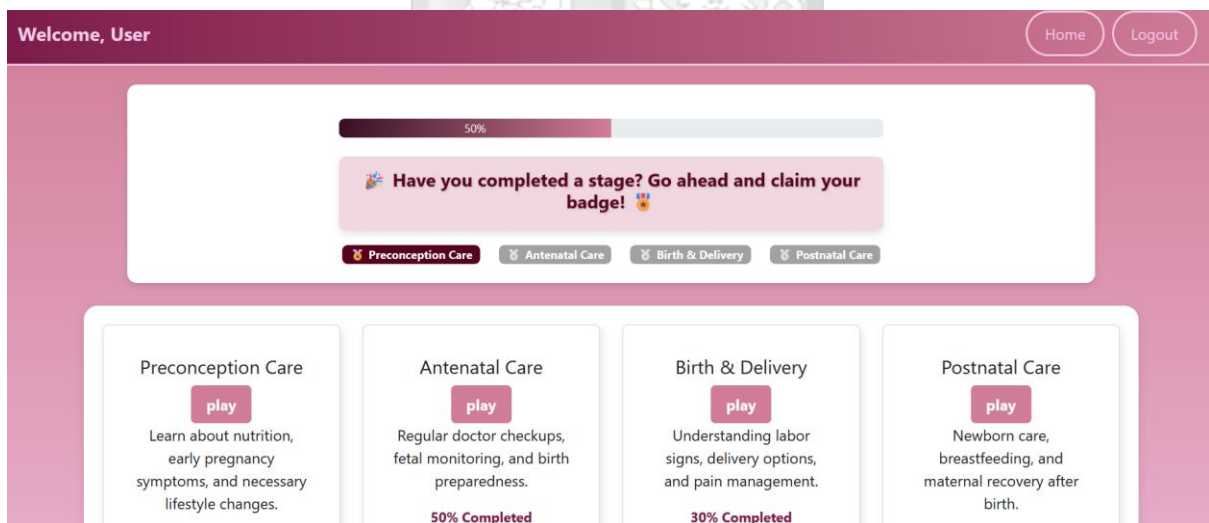 Welcome, User
Home
Logout
50%
🎉 Have you completed a stage? Go ahead and claim your
badge! 🏅
🏅 Preconception Care
🏅 Antenatal Care
🏅 Birth & Delivery
🏅 Postnatal Care
Preconception Care
play
Learn about nutrition,
early pregnancy
symptoms, and necessary
lifestyle changes.
Antenatal Care
play
Regular doctor checkups,
fetal monitoring, and birth
preparedness.
50% Completed
Birth & Delivery
play
Understanding labor
signs, delivery options,
and pain management.
30% Completed
Postnatal Care
play
Newborn care,
breastfeeding, and
maternal recovery after
birth.